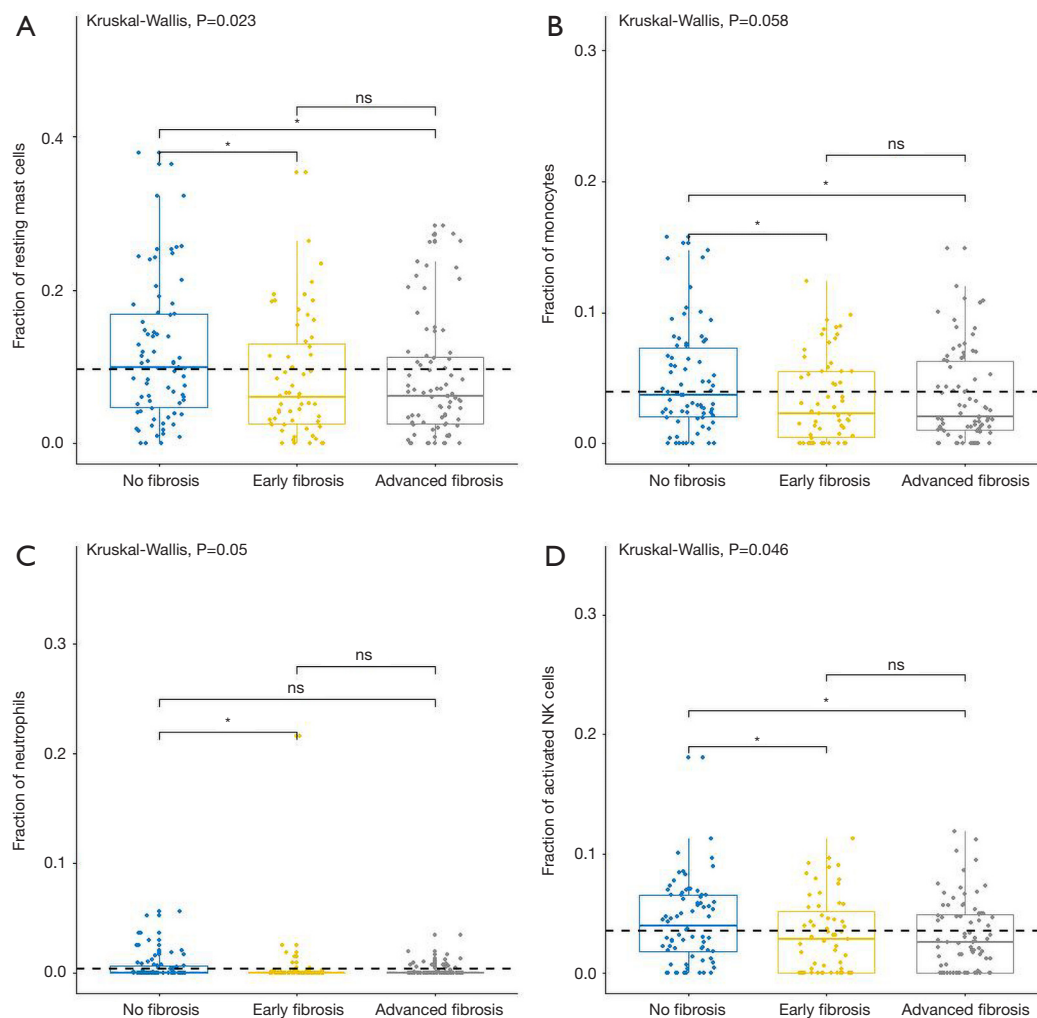 A
Kruskal-Wallis, P=0.023
Fraction of resting mast cells
0.4
0.2
0.0
ns
*
*
No fibrosis
Early fibrosis
Advanced fibrosis
B
Kruskal-Wallis, P=0.058
Fraction of monocytes
0.3
0.2
0.1
0.0
ns
*
*
No fibrosis
Early fibrosis
Advanced fibrosis
C
Kruskal-Wallis, P=0.05
Fraction of neutrophils
0.3
0.2
0.1
0.0
ns
ns
*
No fibrosis
Early fibrosis
Advanced fibrosis
D
Kruskal-Wallis, P=0.046
Fraction of activated NK cells
0.3
0.2
0.1
0.0
ns
*
*
No fibrosis
Early fibrosis
Advanced fibrosis